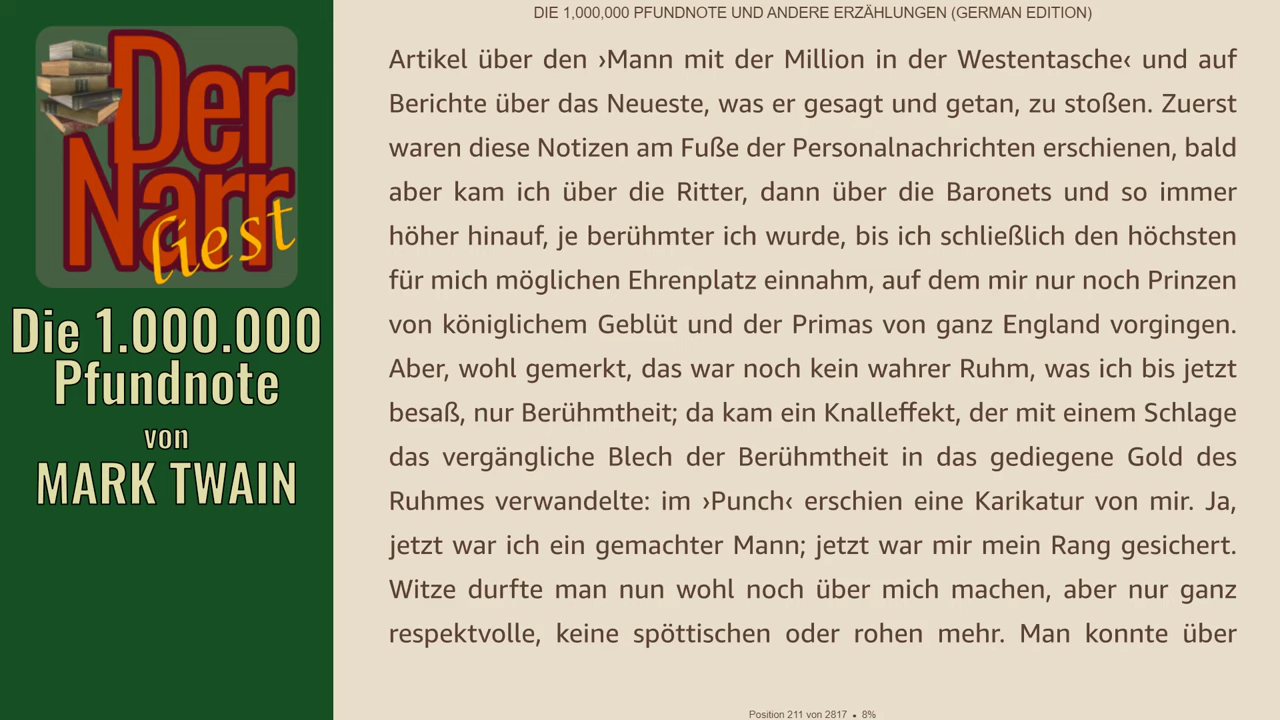 Der
Narr
liest
Die 1.000.000
Pfundnote
von
MARK TWAIN
DIE 1,000,000 PFUNDNOTE UND ANDERE ERZÄHLUNGEN (GERMAN EDITION)
Artikel über den ›Mann mit der Million in der Westentasche‹ und auf
Berichte über das Neueste, was er gesagt und getan, zu stoßen. Zuerst
waren diese Notizen am Fuße der Personalnachrichten erschienen, bald
aber kam ich über die Ritter, dann über die Baronets und so immer
höher hinauf, je berühmter ich wurde, bis ich schließlich den höchsten
für mich möglichen Ehrenplatz einnahm, auf dem mir nur noch Prinzen
von königlichem Geblüt und der Primas von ganz England vorgingen.
Aber, wohl gemerkt, das war noch kein wahrer Ruhm, was ich bis jetzt
besaß, nur Berühmtheit; da kam ein Knalleffekt, der mit einem Schlage
das vergängliche Blech der Berühmtheit in das gediegene Gold des
Ruhmes verwandelte: im ›Punch‹ erschien eine Karikatur von mir. Ja,
jetzt war ich ein gemachter Mann; jetzt war mir mein Rang gesichert.
Witze durfte man nun wohl noch über mich machen, aber nur ganz
respektvolle, keine spöttischen oder rohen mehr. Man konnte über
Position 211 von 2817 • 8%